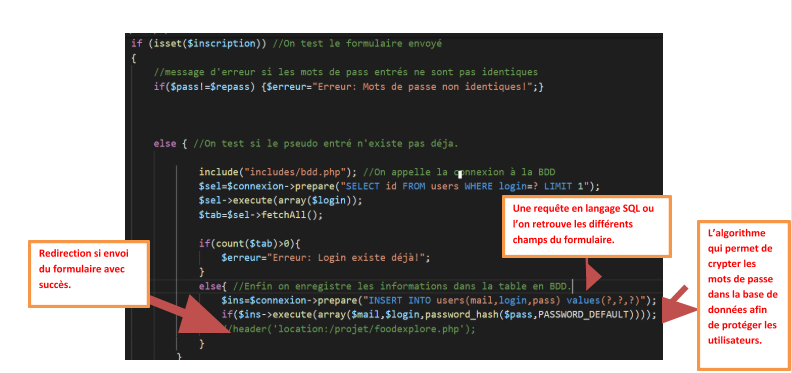 if (isset($inscription)) //On test le formulaire envoyé
{
//message d'erreur si les mots de pass entrés ne sont pas identiques
if($pass!=$repass) {$erreur="Erreur: Mots de passe non identiques!";}
else { //On test si le pseudo entré n'existe pas déja.
include("includes/bdd.php"); //On appelle la connexion à la BDD
$sel=$connexion->prepare("SELECT id FROM users WHERE login=? LIMIT 1");
$sel->execute(array($login));
$tab=$sel->fetchAll();
if(count($tab)>0){
$erreur="Erreur: Login existe déjà!";
}
else{ //Enfin on enregistre les informations dans la table en BDD.
$ins=$connexion->prepare("INSERT INTO users(mail,login,pass) values(?,?,?)");
if($ins->execute(array($mail,$login,password_hash($pass,PASSWORD_DEFAULT))));
//header('location:/projet/foodexplore.php');
}
}
Une requête en langage SQL ou
l'on retrouve les différents
champs du formulaire.
L'algorithme
qui permet de
crypter les
mots de passe
dans la base de
données afin
de protéger les
utilisateurs.
Redirection si envoi
du formulaire avec
succès.